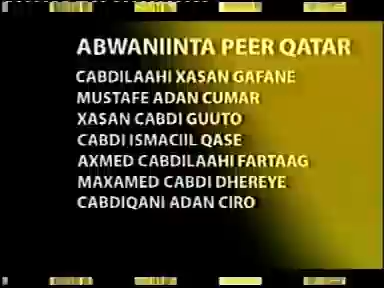 ABWANIINTA PEER QATAR
CABDILAAHI XASAN GAFANE
MUSTAFE ADAN CUMAR
XASAN CABDI GUUTO
CABDI ISMACIIL QASE
AXMED CABDILAAHI FARTAAG
MAXAMED CABDI DHEREYE
CABDIQANI ADAN CIRO